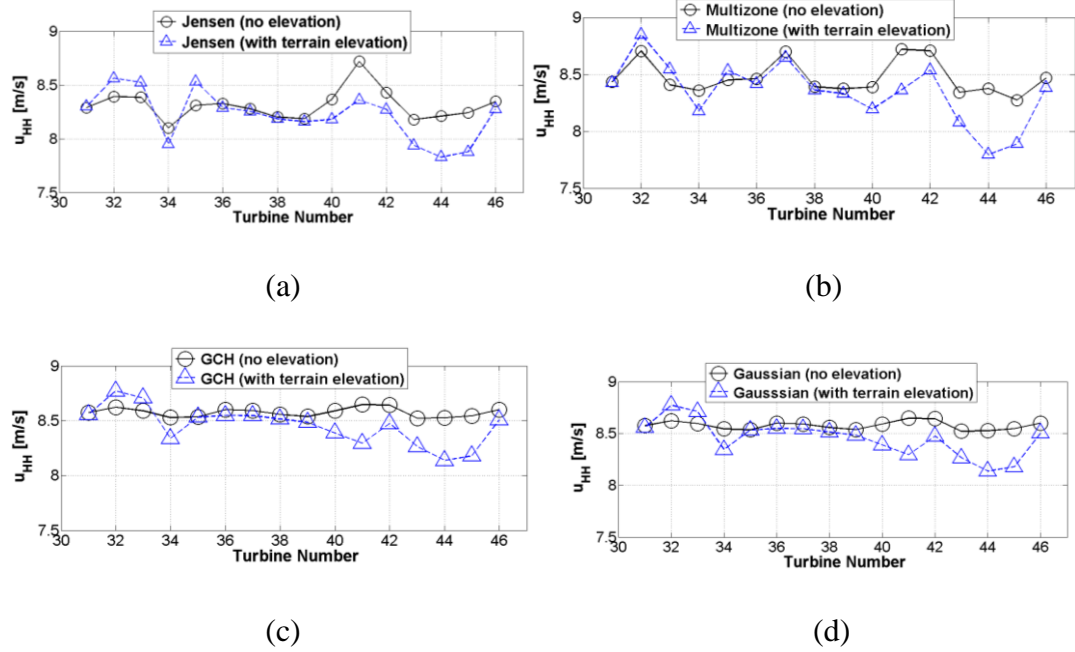 Jensen (no elevation)
Jensen (with terrain elevation)
9
8.5
8
7.5
u_HH [m/s]
30 32 34 36 38 40 42 44 46
Turbine Number
(a)
Multizone (no elevation)
Multizone (with terrain elevation)
9
8.5
8
7.5
u_HH [m/s]
30 32 34 36 38 40 42 44 46
Turbine Number
(b)
GCH (no elevation)
GCH (with terrain elevation)
9
8.5
8
7.5
u_HH [m/s]
30 32 34 36 38 40 42 44 46
Turbine Number
(c)
Gaussian (no elevation)
Gausssian (with terrain elevation)
9
8.5
8
7.5
u_HH [m/s]
30 32 34 36 38 40 42 44 46
Turbine Number
(d)